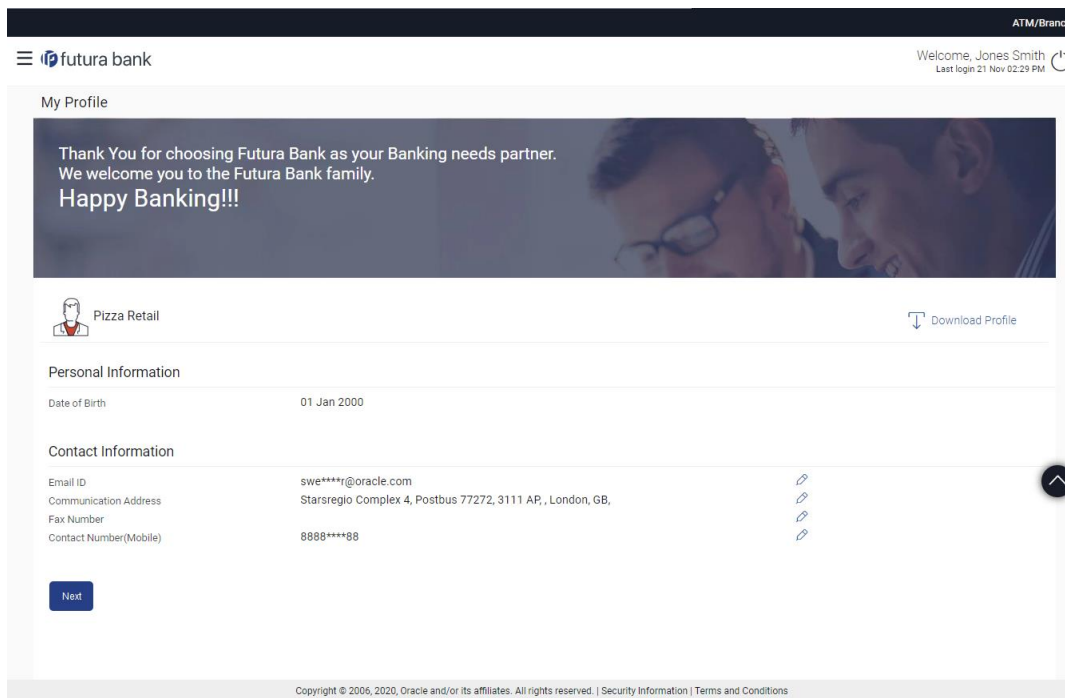 ATM/Branc
futura bank
Welcome, Jones Smith
Last login 21 Nov 02:29 PM
My Profile
Thank You for choosing Futura Bank as your Banking needs partner.
We welcome you to the Futura Bank family.
Happy Banking!!!
Pizza Retail
Download Profile
Personal Information
Date of Birth 01 Jan 2000
Contact Information
Email ID swe****r@oracle.com
Communication Address Starsregio Complex 4, Postbus 77272, 3111 AP, , London, GB,
Fax Number
Contact Number(Mobile) 8888****88
Next
Copyright © 2006, 2020, Oracle and/or its affiliates. All rights reserved. | Security Information | Terms and Conditions